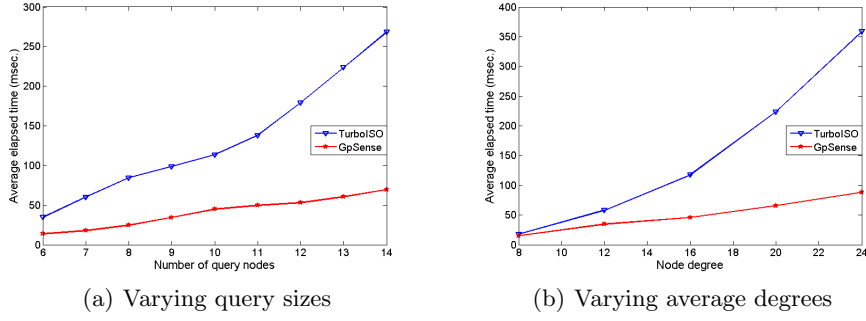 300
250
200
150
100
50
0
Average elapsed time (msec.)
TurboISO
GpSense
6 7 8 9 10 11 12 13 14
Number of query nodes
(a) Varying query sizes
400
350
300
250
200
150
100
50
0
Average elapsed time (msec.)
TurboISO
GpSense
8 10 12 14 16 18 20 22 24
Node degree
(b) Varying average degrees